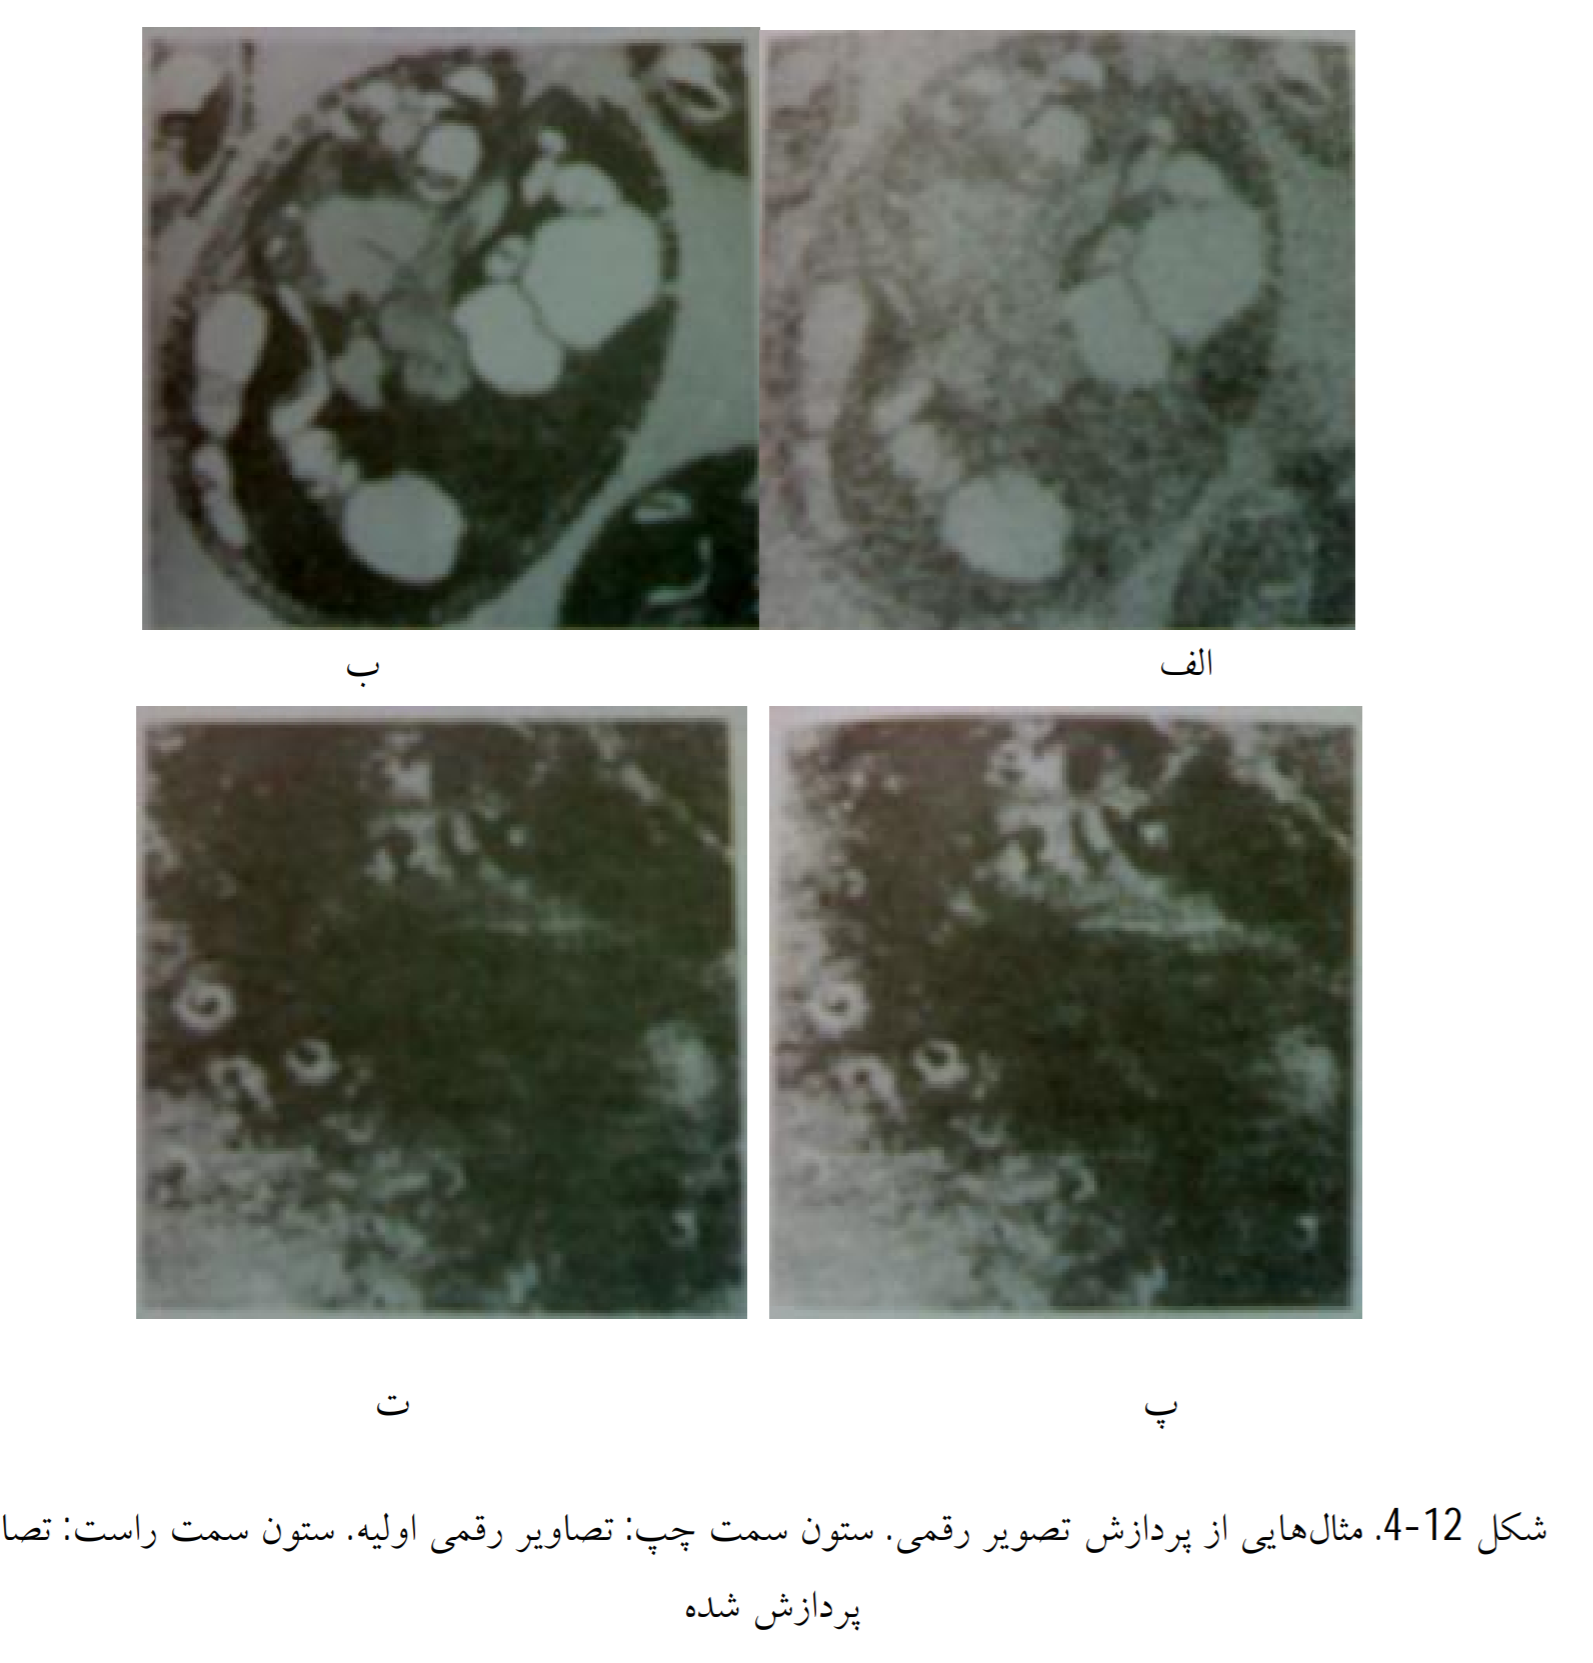 الف ب
پ ت
شکل 12-4. مثال‌هایی از پردازش تصویر رقمی. ستون سمت چپ: تصاویر رقمی اولیه. ستون سمت راست: تصا
پردازش شده